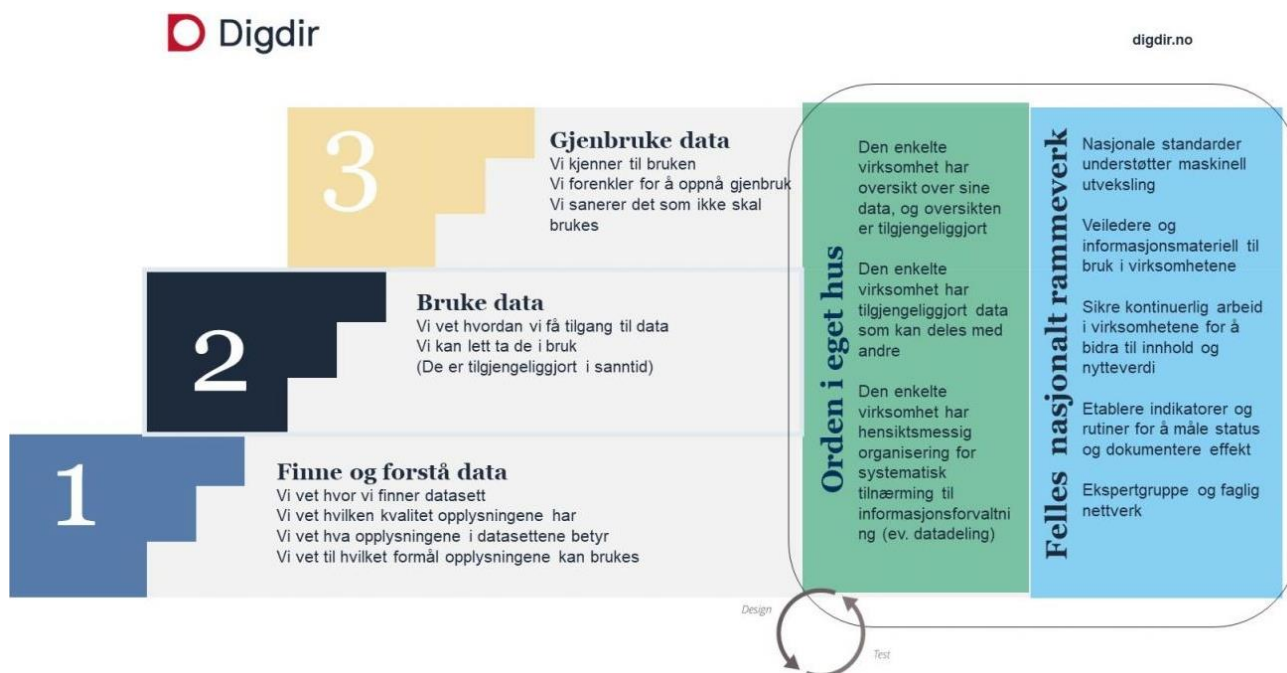 Digdir
digdir.no
3
Gjenbruke data
Vi kjenner til bruken
Vi forenkler for å oppnå gjenbruk
Vi sanerer det som ikke skal
brukes
2
Bruke data
Vi vet hvordan vi få tilgang til data
Vi kan lett ta de i bruk
(De er tilgjengeliggjort i sanntid)
1
Finne og forstå data
Vi vet hvor vi finner datasett
Vi vet hvilken kvalitet opplysningene har
Vi vet hva opplysningene i datasettene betyr
Vi vet til hvilket formål opplysningene kan brukes
Orden i eget hus
Den enkelte
virksomhet har
oversikt over sine
data, og oversikten
er tilgjengeliggjort
Den enkelte
virksomhet har
tilgjengeliggjort data
som kan deles med
andre
Den enkelte
virksomhet har
hensiktsmessig
organisering for
systematisk
tilnærming til
informasjonsforvaltni
ng (ev. datadeling)
Felles nasjonalt rammeverk
Nasjonale standarder
understøtter maskinell
utveksling
Veiledere og
informasjonsmateriell til
bruk i virksomhetene
Sikre kontinuerlig arbeid
i virksomhetene for å
bidra til innhold og
nytteverdi
Etablere indikatorer og
rutiner for å måle status
og dokumentere effekt
Ekspertgruppe og faglig
nettverk
Design
Test